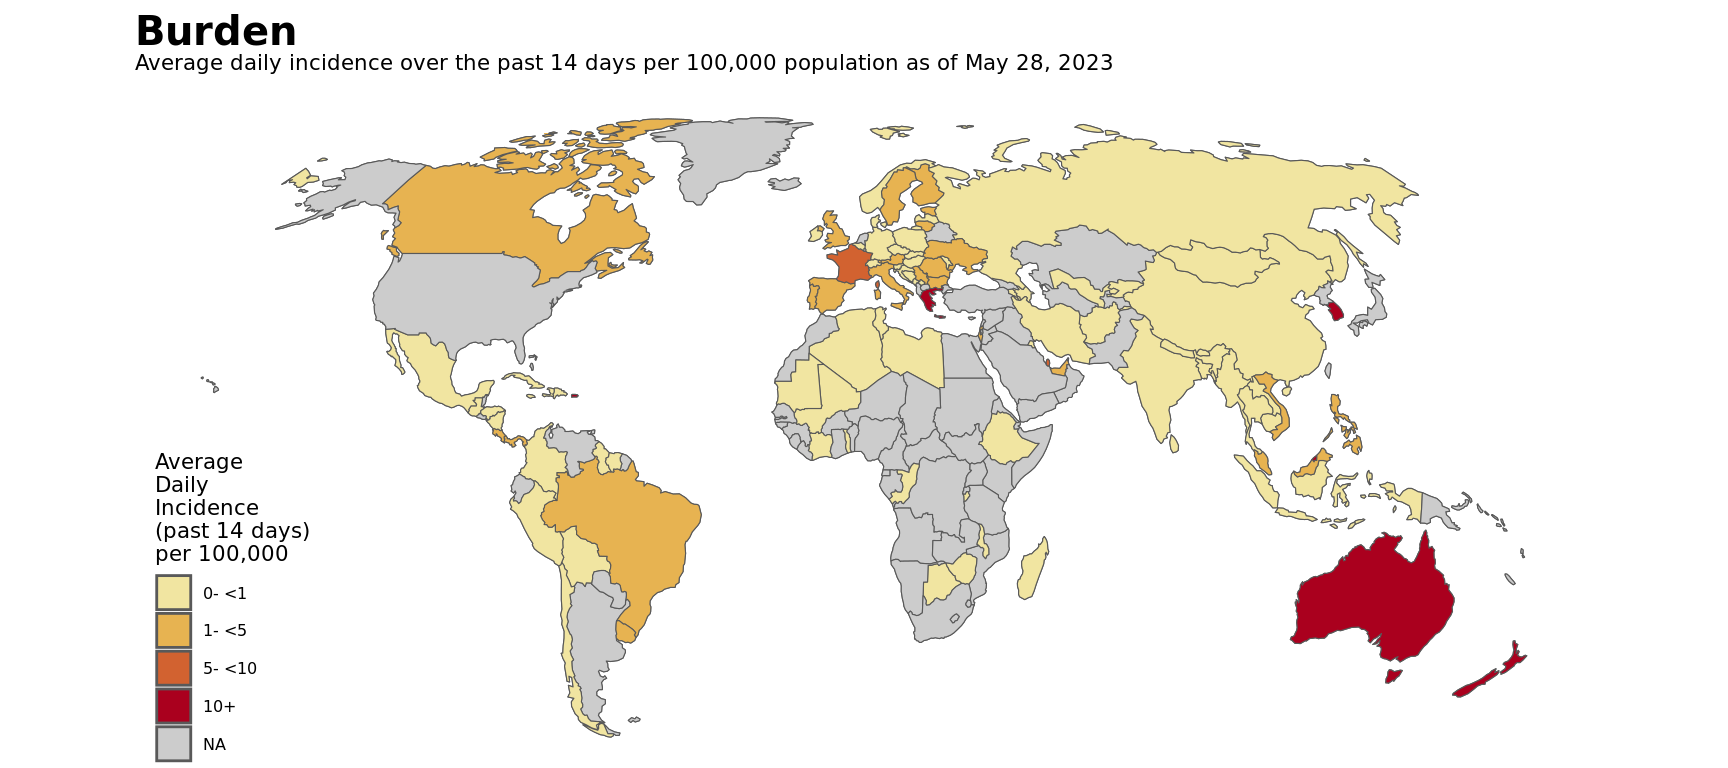 Burden
Average daily incidence over the past 14 days per 100,000 population as of May 28, 2023
Average
Daily
Incidence
(past 14 days)
per 100,000
0- <1
1- <5
5- <10
10+
NA